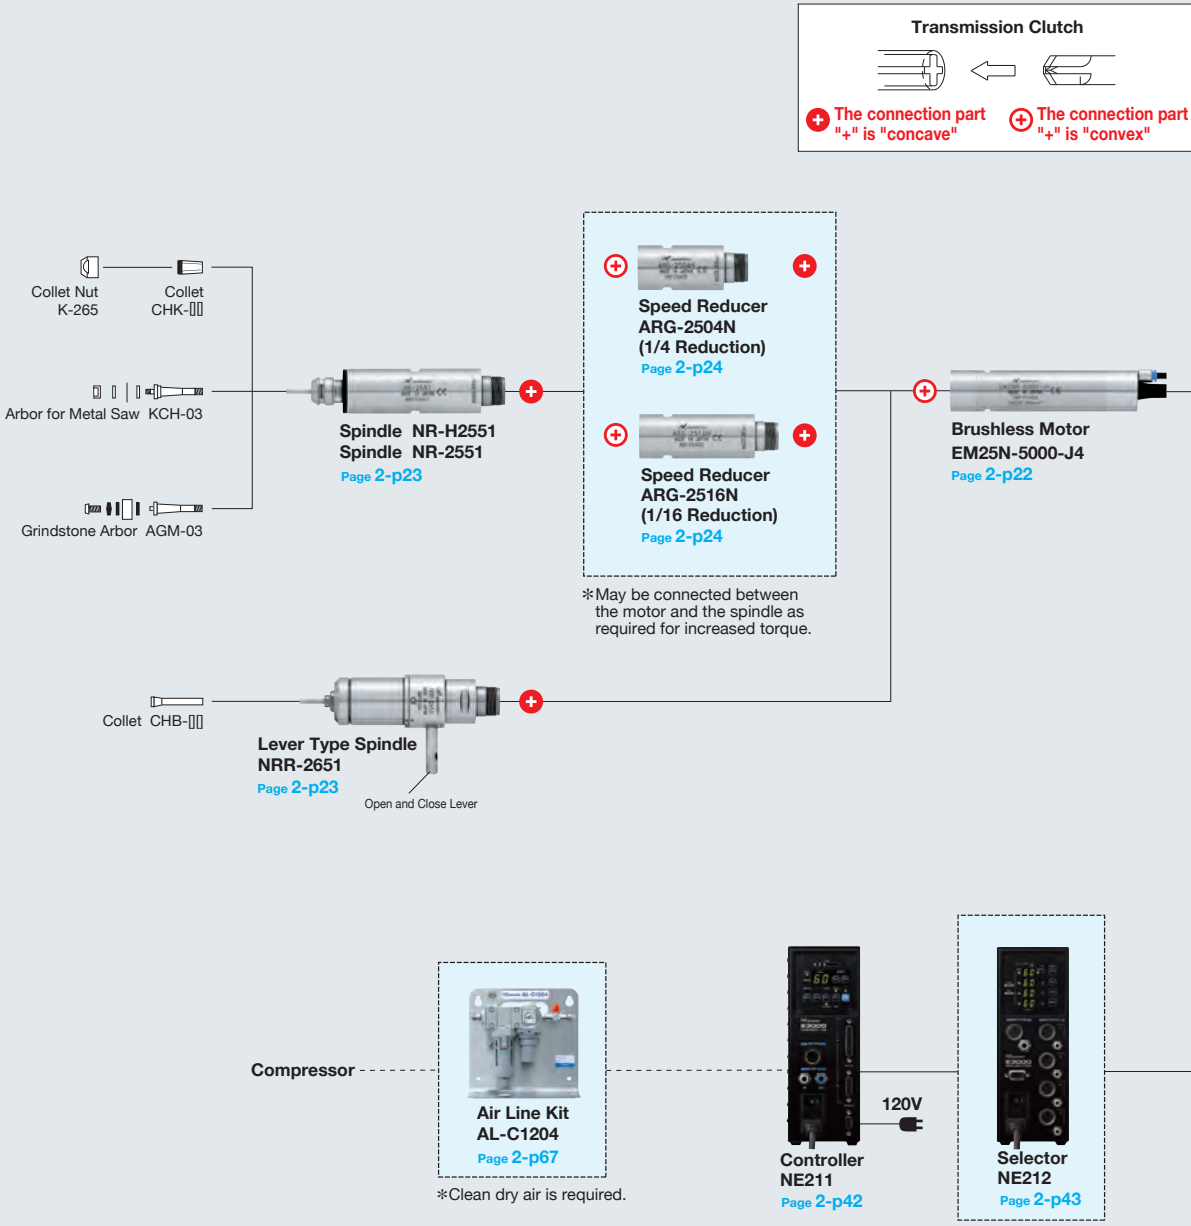 Transmission Clutch
The connection part
"+" is "concave"
The connection part
"+" is "convex"
Collet Nut
K-265
Collet
CHK-[][]
Arbor for Metal Saw KCH-03
Grindstone Arbor AGM-03
Spindle NR-H2551
Spindle NR-2551
Page 2-p23
Speed Reducer
ARG-2504N
(1/4 Reduction)
Page 2-p24
Speed Reducer
ARG-2516N
(1/16 Reduction)
Page 2-p24
*May be connected between
the motor and the spindle as
required for increased torque.
Brushless Motor
EM25N-5000-J4
Page 2-p22
Collet CHB-[][]
Lever Type Spindle
NRR-2651
Page 2-p23
Open and Close Lever
Compressor
AL-C1204
Air Line Kit
AL-C1204
Page 2-p67
*Clean dry air is required.
60
E3000
120V
Controller
NE211
Page 2-p42
E3000
Selector
NE212
Page 2-p43